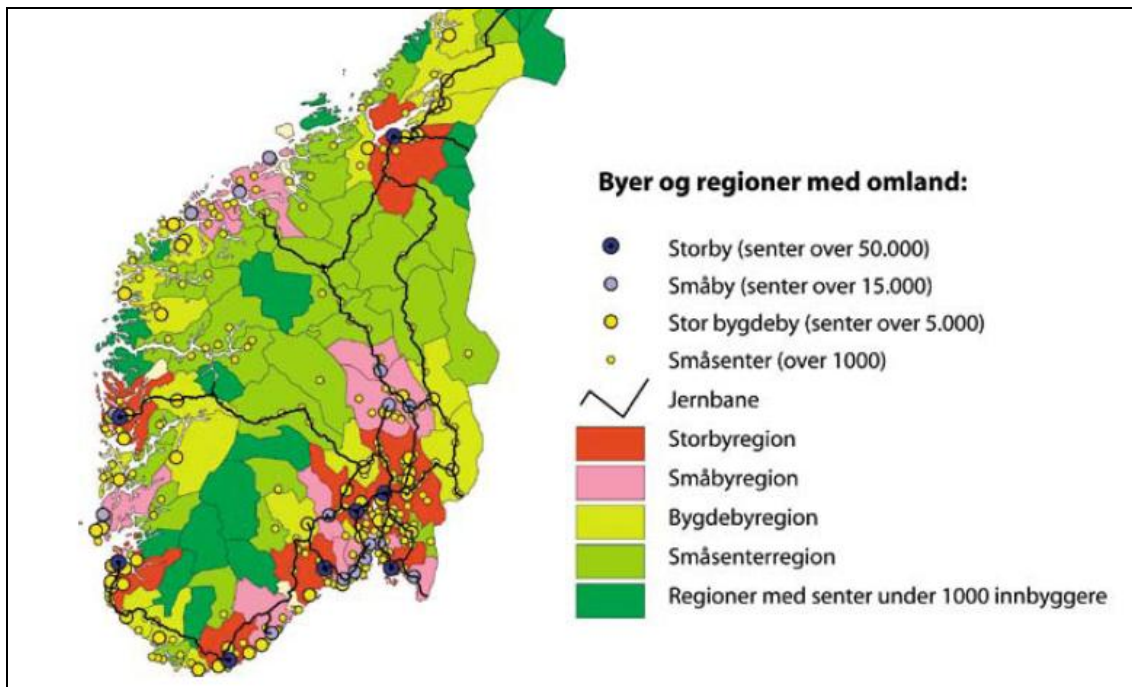 Byer og regioner med omland:
Storby (senter over 50.000)
Småby (senter over 15.000)
Stor bygdeby (senter over 5.000)
Småsenter (over 1000)
Jernbane
Storbyregion
Småbyregion
Bygdebyregion
Småsenterregion
Regioner med senter under 1000 innbyggere